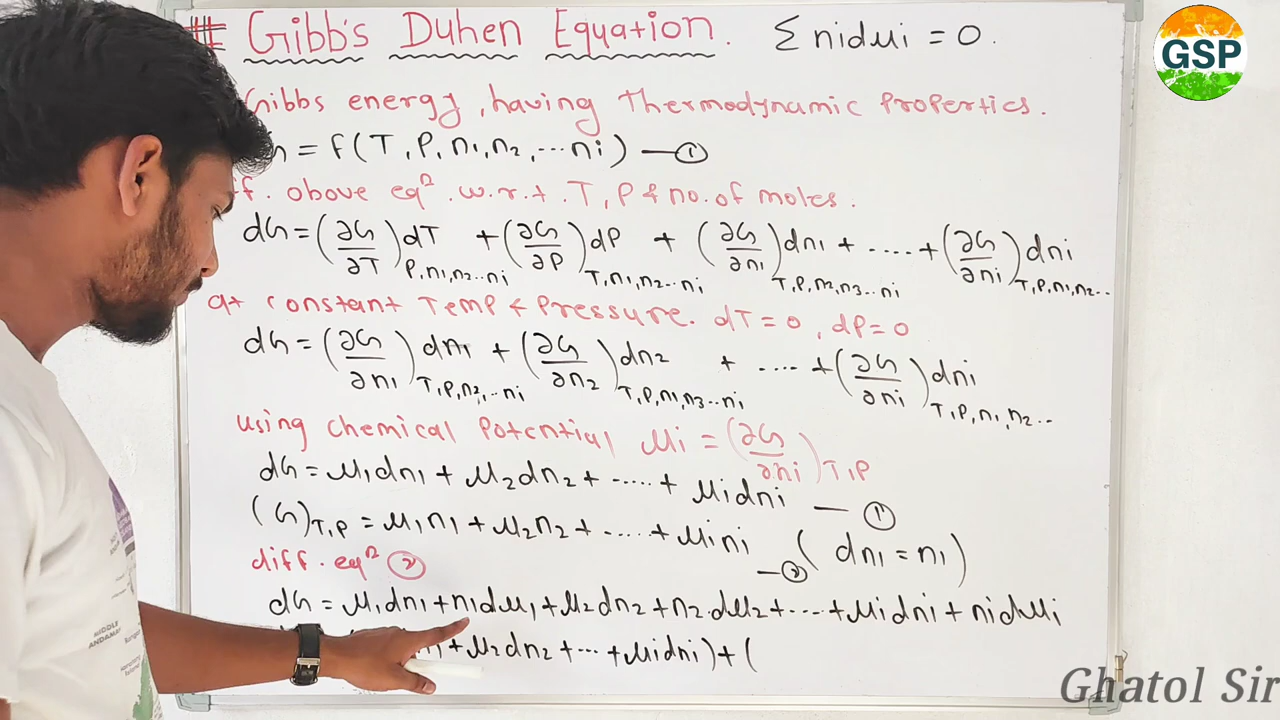 # Gibb's Duhen Equation. Σ nidμi = 0.
GSP
Gibbs energy, having Thermodynamic Properties.
= f(T, P, n1, n2, ... ni) — ①
f. above eqn. w.r.t. T, P & no. of moles.
dG = (∂G/∂T)P,n1,n2..ni dT + (∂G/∂P)T,n1,n2..ni dP + (∂G/∂n1)T,P,n2,n3..ni dn1 + .... + (∂G/∂ni)T,P,n1,n2.. dni
at constant Temp & Pressure. dT = 0, dP = 0
dG = (∂G/∂n1)T,P,n2,..ni dn1 + (∂G/∂n2)T,P,n1,n3..ni dn2 + .... + (∂G/∂ni)T,P,n1,n2... dni
using chemical Potential μi = (∂G/∂ni)T,P
dG = μ1dn1 + μ2dn2 + ..... + μidni — ①
(G)T,P = μ1n1 + μ2n2 + ..... + μini — ② (dn1 = n1)
diff. eqn ②
dG = μ1dn1 + n1dμ1 + μ2dn2 + n2.dμ2 + .... + μidni + nidμi
+ μ2dn2 + ... + μidni) + (
Ghatol Sir
MIDDLE